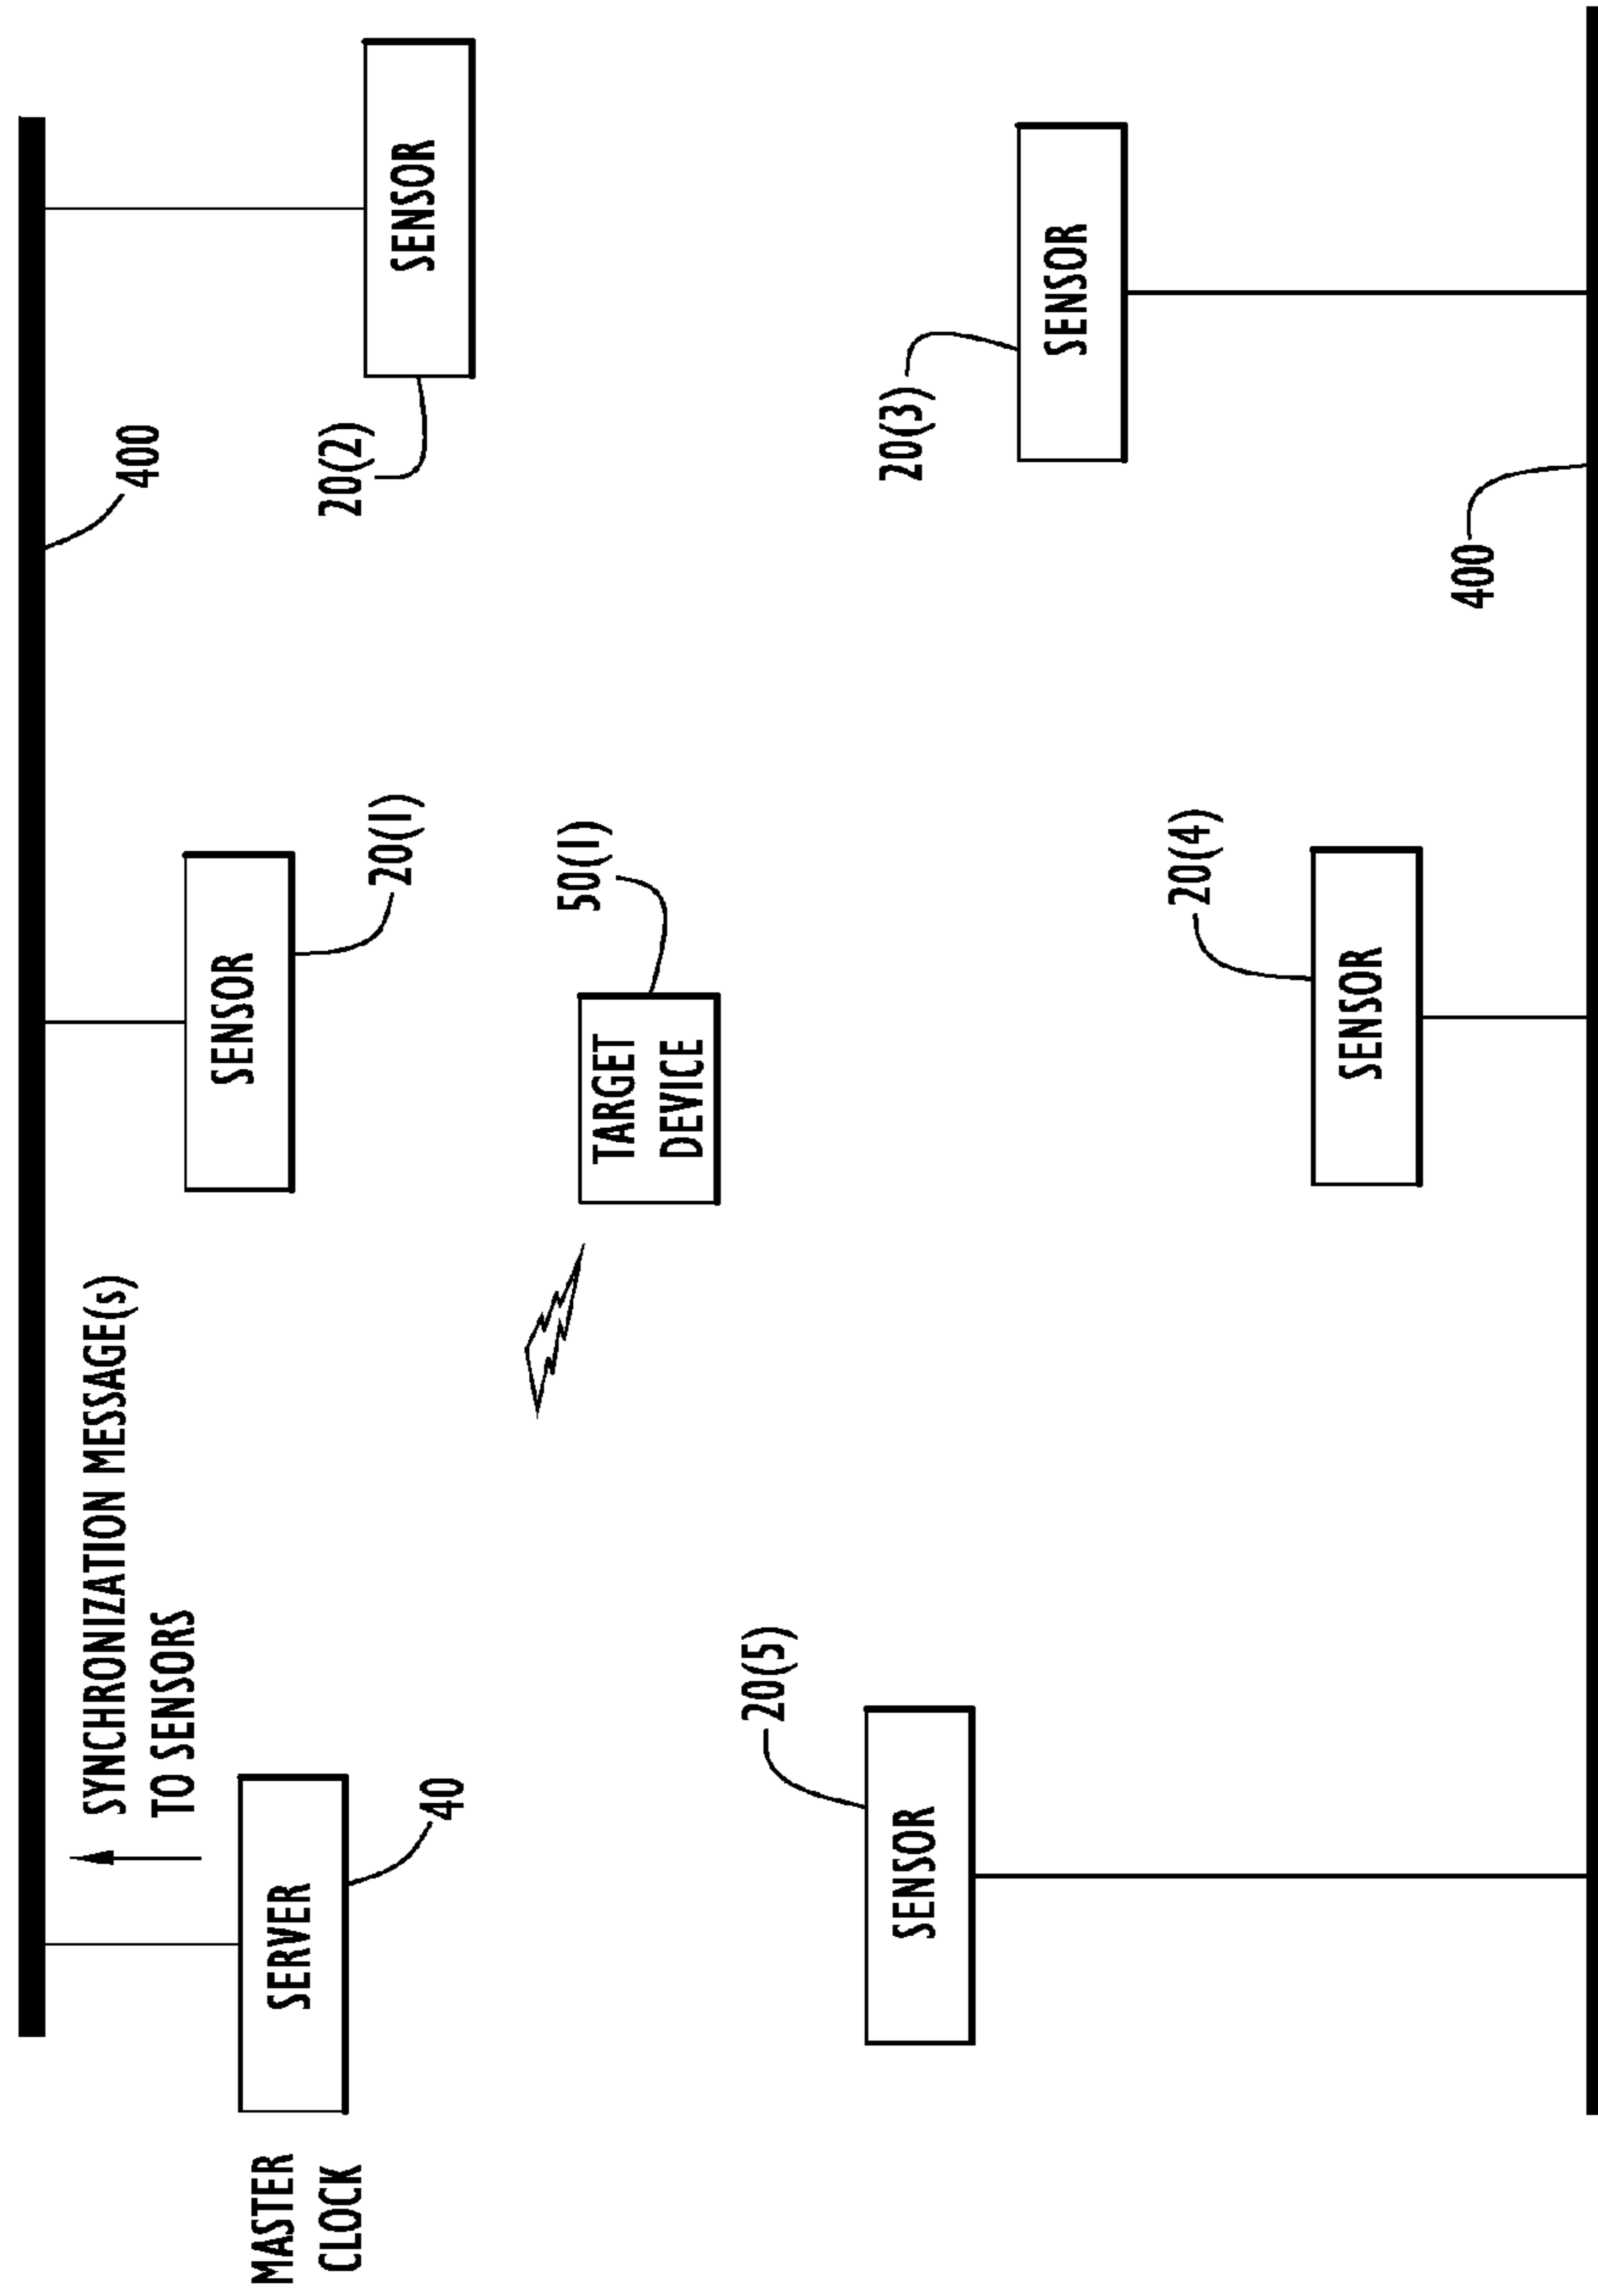 SYNCHRONIZATION MESSAGE(s)
TO SENSORS
400
MASTER
CLOCK
SERVER
40
SENSOR
20(1)
SENSOR
20(2)
TARGET
DEVICE
50(1)
SENSOR
20(5)
SENSOR
20(3)
SENSOR
20(4)
400